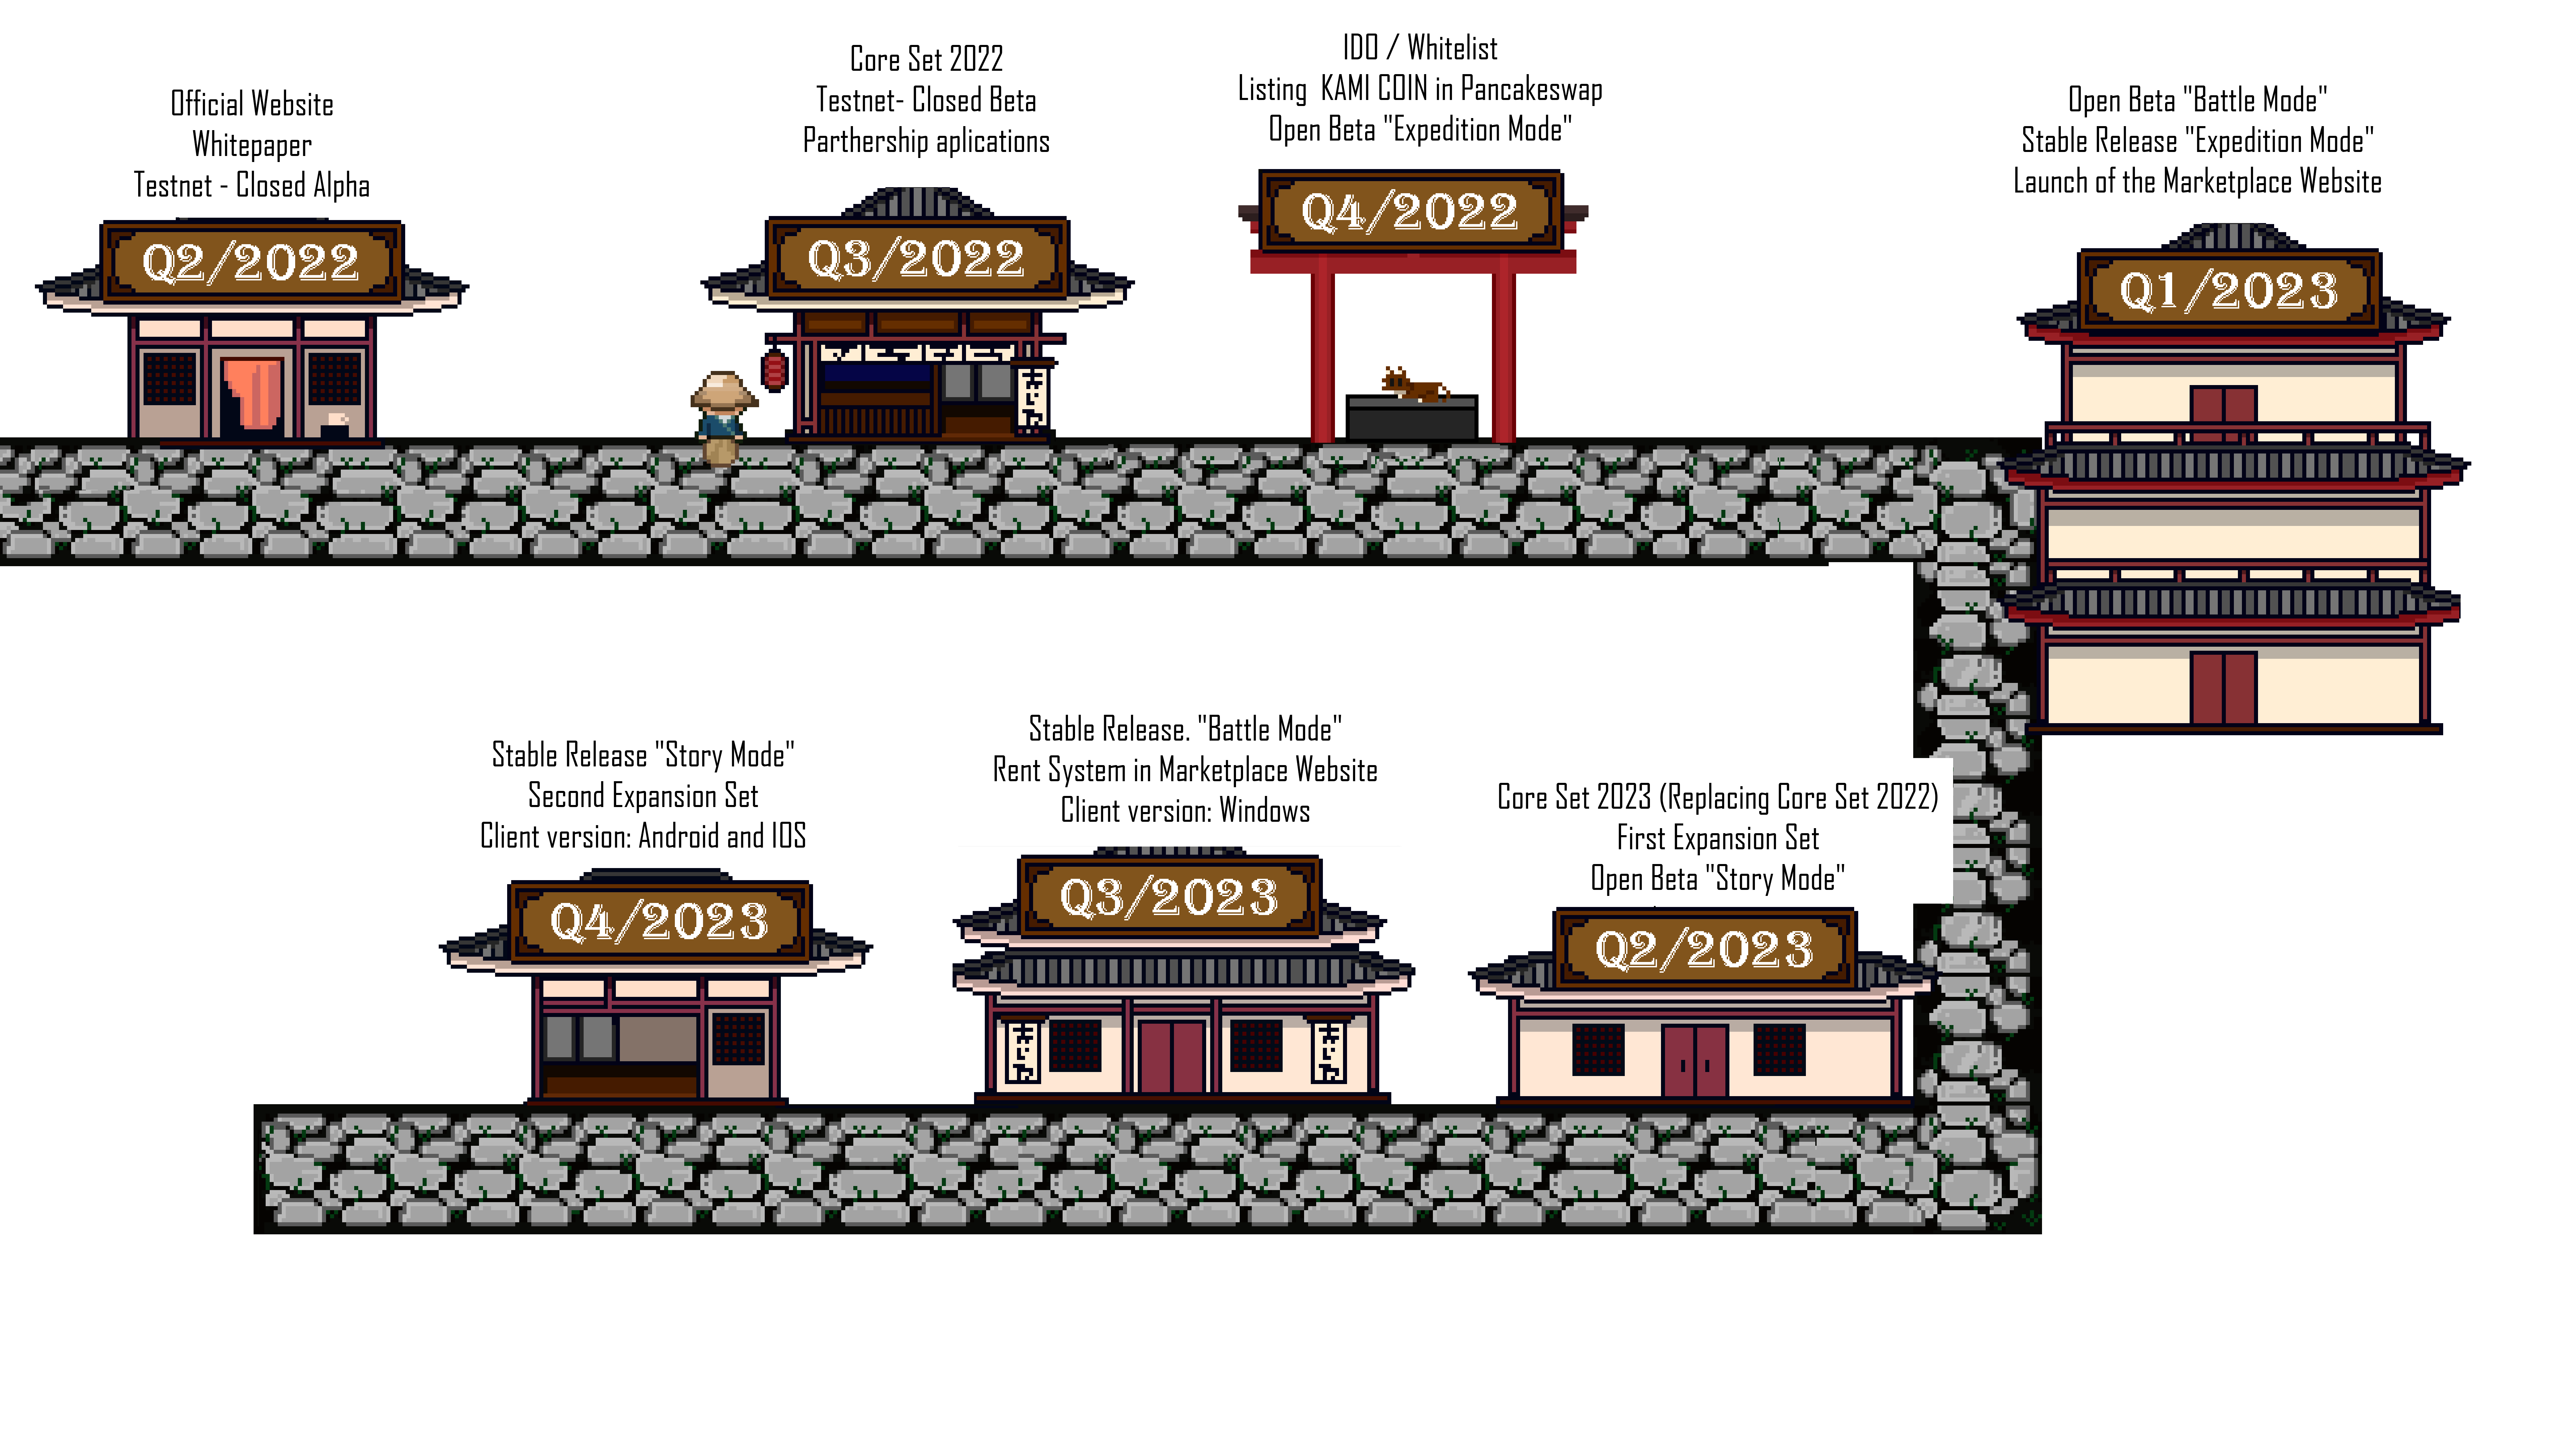 Official Website
Whitepaper
Testnet - Closed Alpha
Q2/2022
Core Set 2022
Testnet- Closed Beta
Parthership aplications
Q3/2022
IDO / Whitelist
Listing KAMI COIN in Pancakeswap
Open Beta "Expedition Mode"
Q4/2022
Open Beta "Battle Mode"
Stable Release "Expedition Mode"
Launch of the Marketplace Website
Q1/2023
Stable Release "Story Mode"
Second Expansion Set
Client version: Android and IOS
Q4/2023
Stable Release. "Battle Mode"
Rent System in Marketplace Website
Client version: Windows
Q3/2023
Core Set 2023 (Replacing Core Set 2022)
First Expansion Set
Open Beta "Story Mode"
Q2/2023